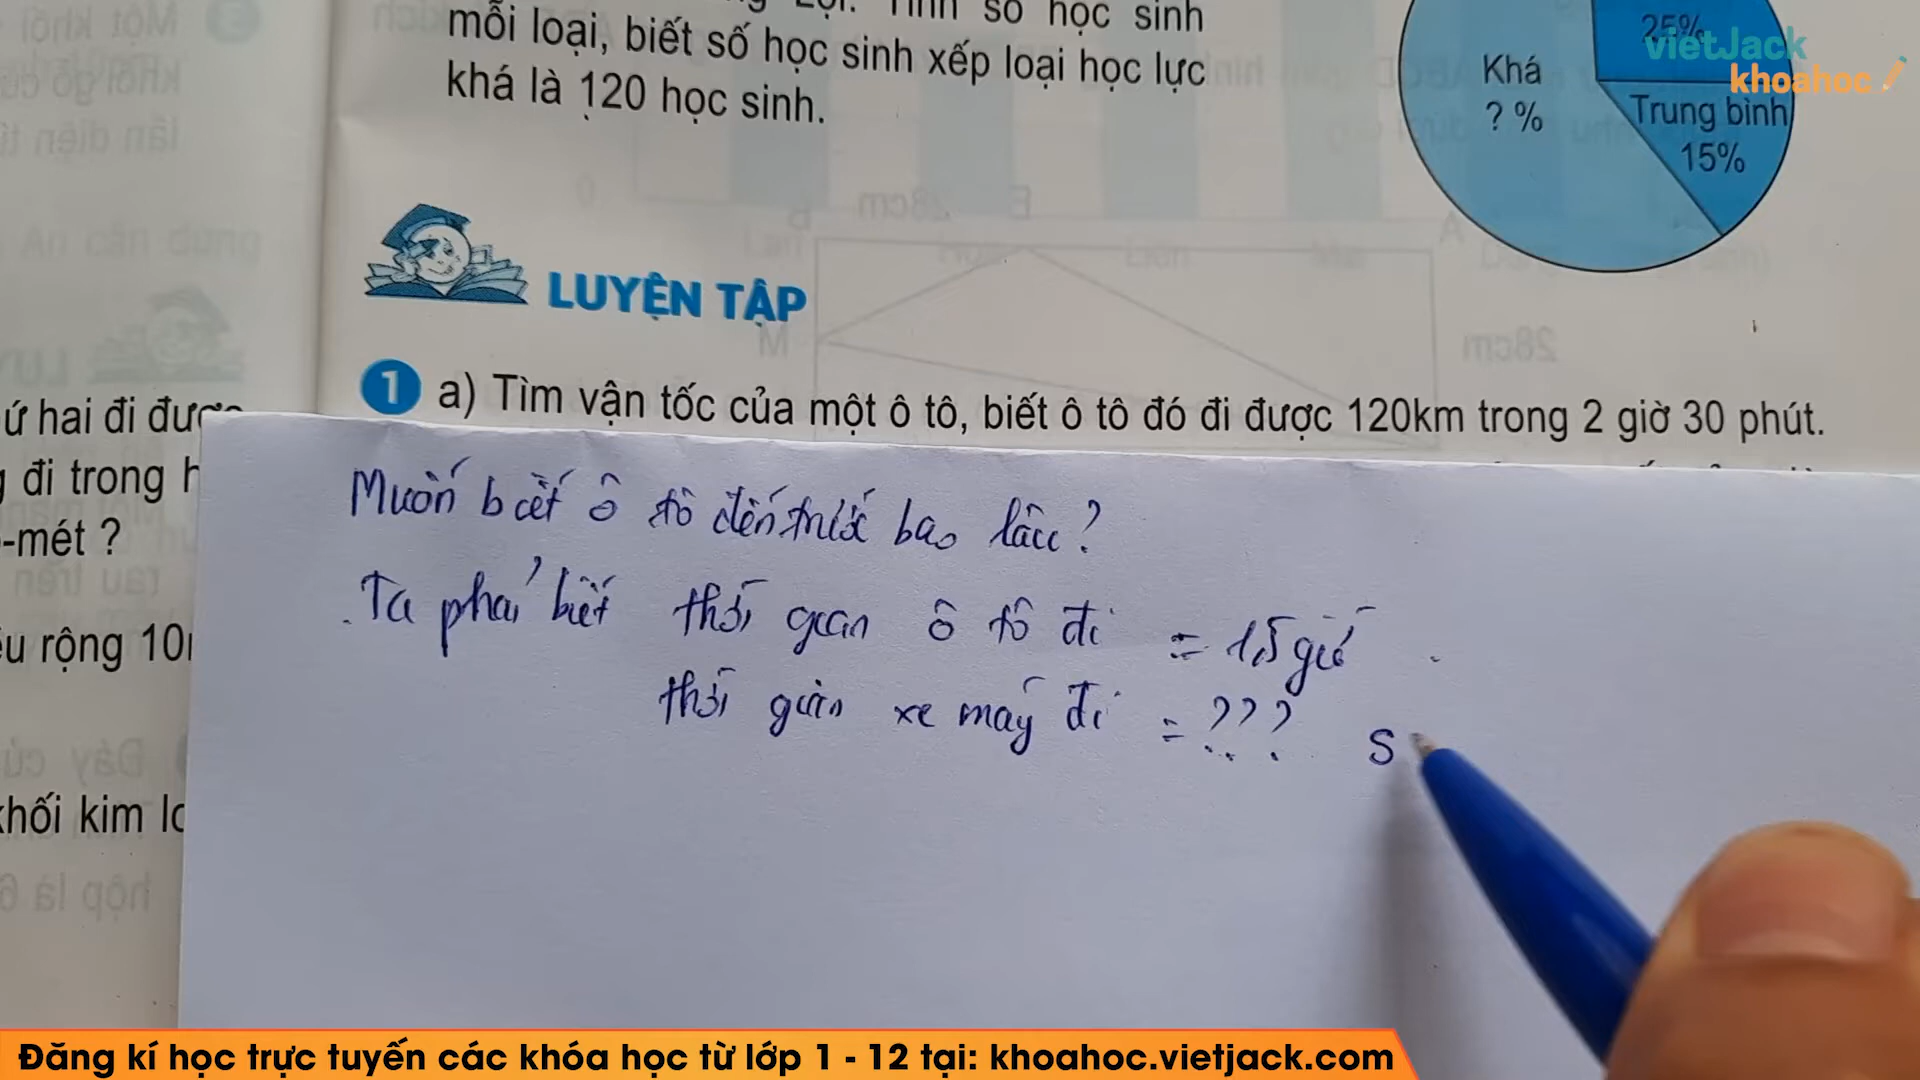 mỗi loại, biết số học sinh xếp loại học lực
khá là 120 học sinh.
25%
Khá
? %
Trung bình
15%
vietJack
khoahoc
LUYỆN TẬP
1 a) Tìm vận tốc của một ô tô, biết ô tô đó đi được 120km trong 2 giờ 30 phút.
ứ hai đi được
đi trong h
-mét ?
ều rộng 10
khối kim lo
Muốn biết ô tô đến trước bao lâu?
Ta phải biết thời gian ô tô đi = 1,5 giờ
thời gian xe máy đi = ??? S
Đăng kí học trực tuyến các khóa học từ lớp 1 - 12 tại: khoahoc.vietjack.com